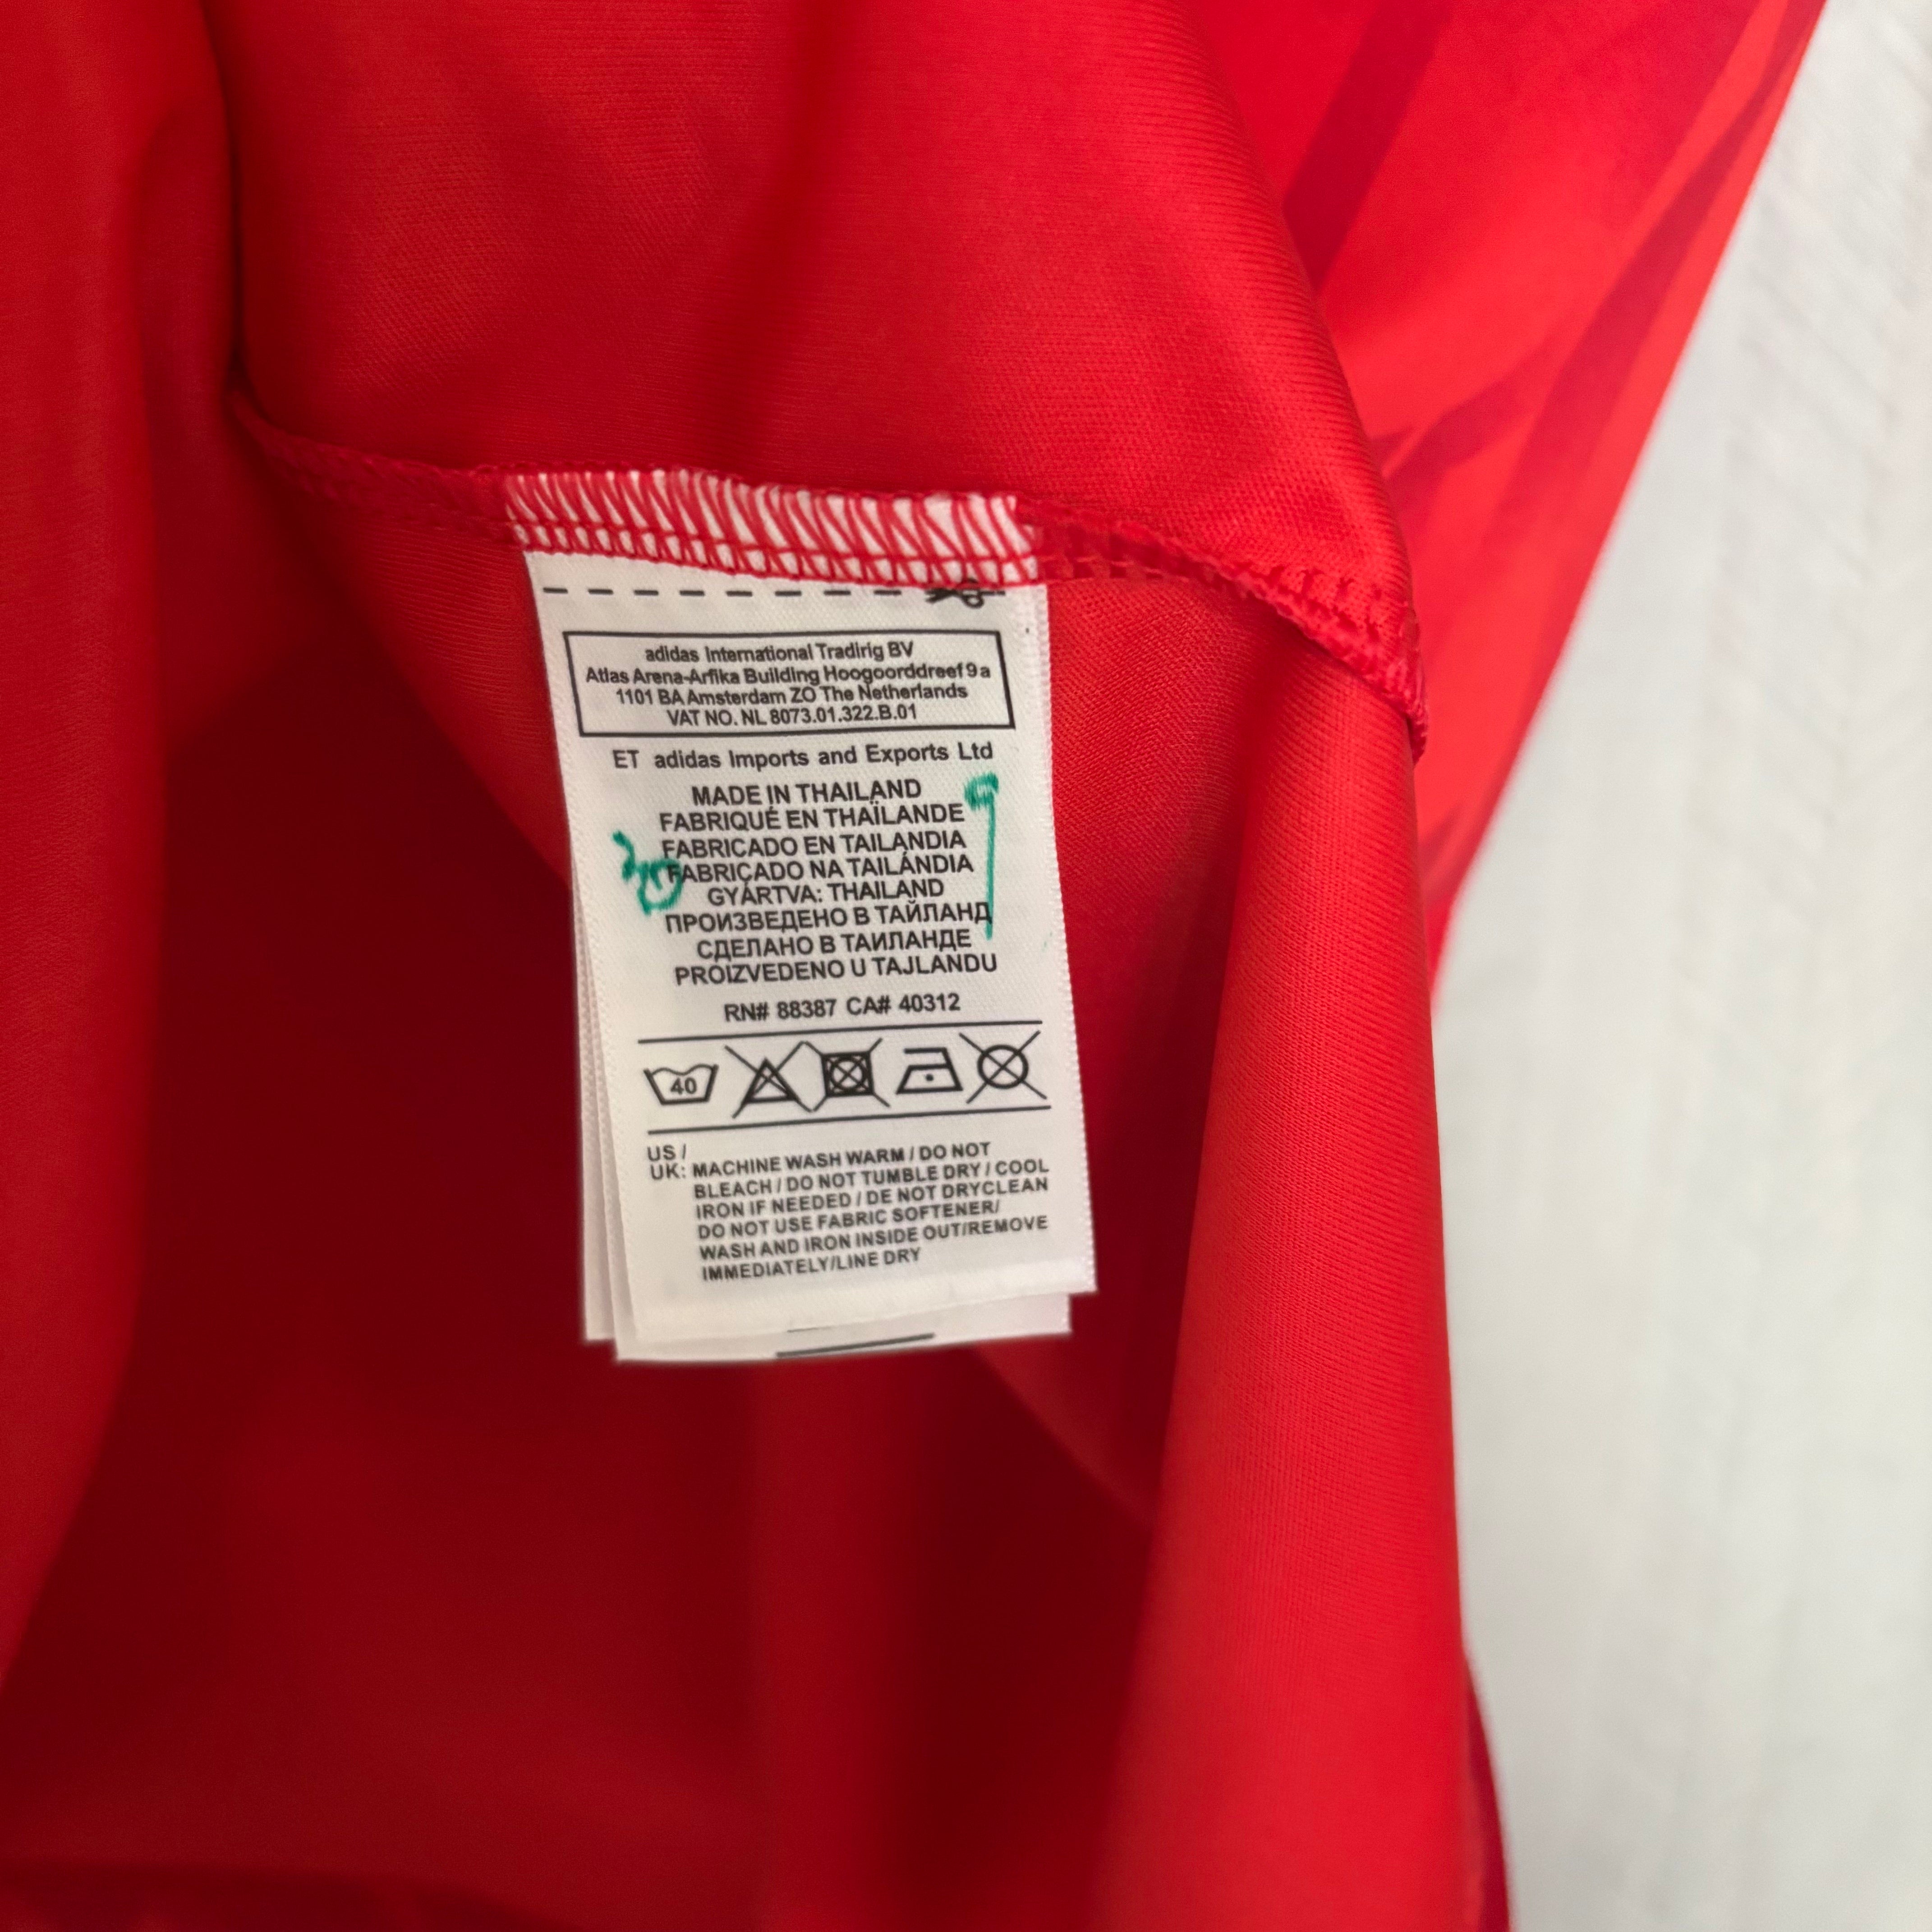 adidas International Tradirig BV
Atlas Arena-Arfika Building Hoogoorddreef 9 a
1101 BA Amsterdam ZO The Netherlands
VAT NO. NL 8073.01.322.B.01
ET adidas Imports and Exports Ltd
MADE IN THAILAND
FABRIQUÉ EN THAÏLANDE
FABRICADO EN TAILANDIA
FABRICADO NA TAILÁNDIA
GYÁRTVA: THAILAND
ПРОИЗВЕДЕНО В ТАЙЛАНД
СДЕЛАНО В ТАИЛАНДЕ
PROIZVEDENO U TAJLANDU
RN# 88387 CA# 40312
40
US /
UK: MACHINE WASH WARM / DO NOT
BLEACH / DO NOT TUMBLE DRY / COOL
IRON IF NEEDED / DE NOT DRYCLEAN
DO NOT USE FABRIC SOFTENER/
WASH AND IRON INSIDE OUT/REMOVE
IMMEDIATELY/LINE DRY